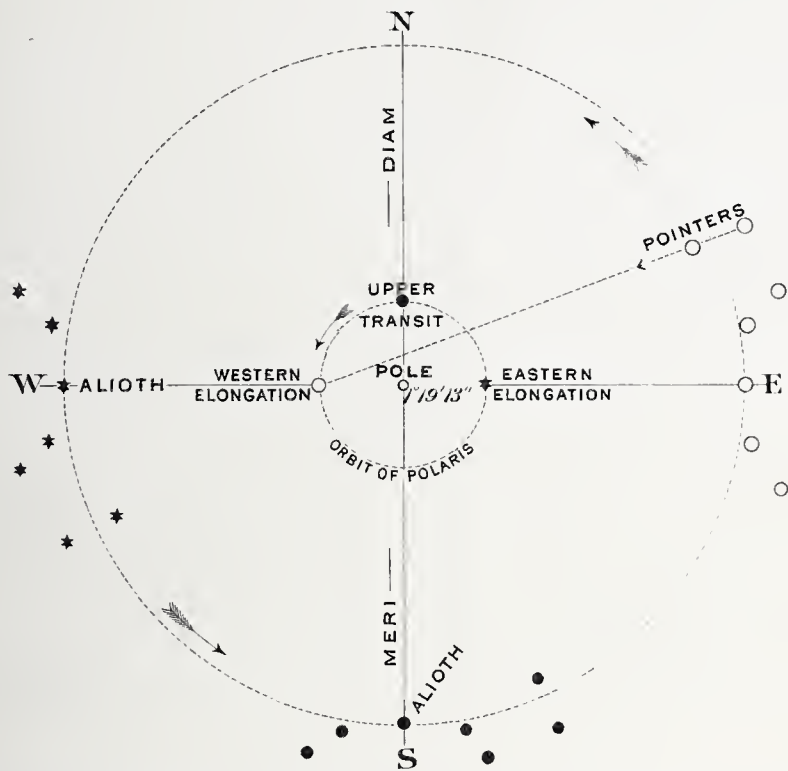 N
DIAM
POINTERS
UPPER
TRANSIT
W
ALIOTH
WESTERN
ELONGATION
POLE
1°19'13"
EASTERN
ELONGATION
E
ORBIT OF POLARIS
MERI
ALIOTH
S